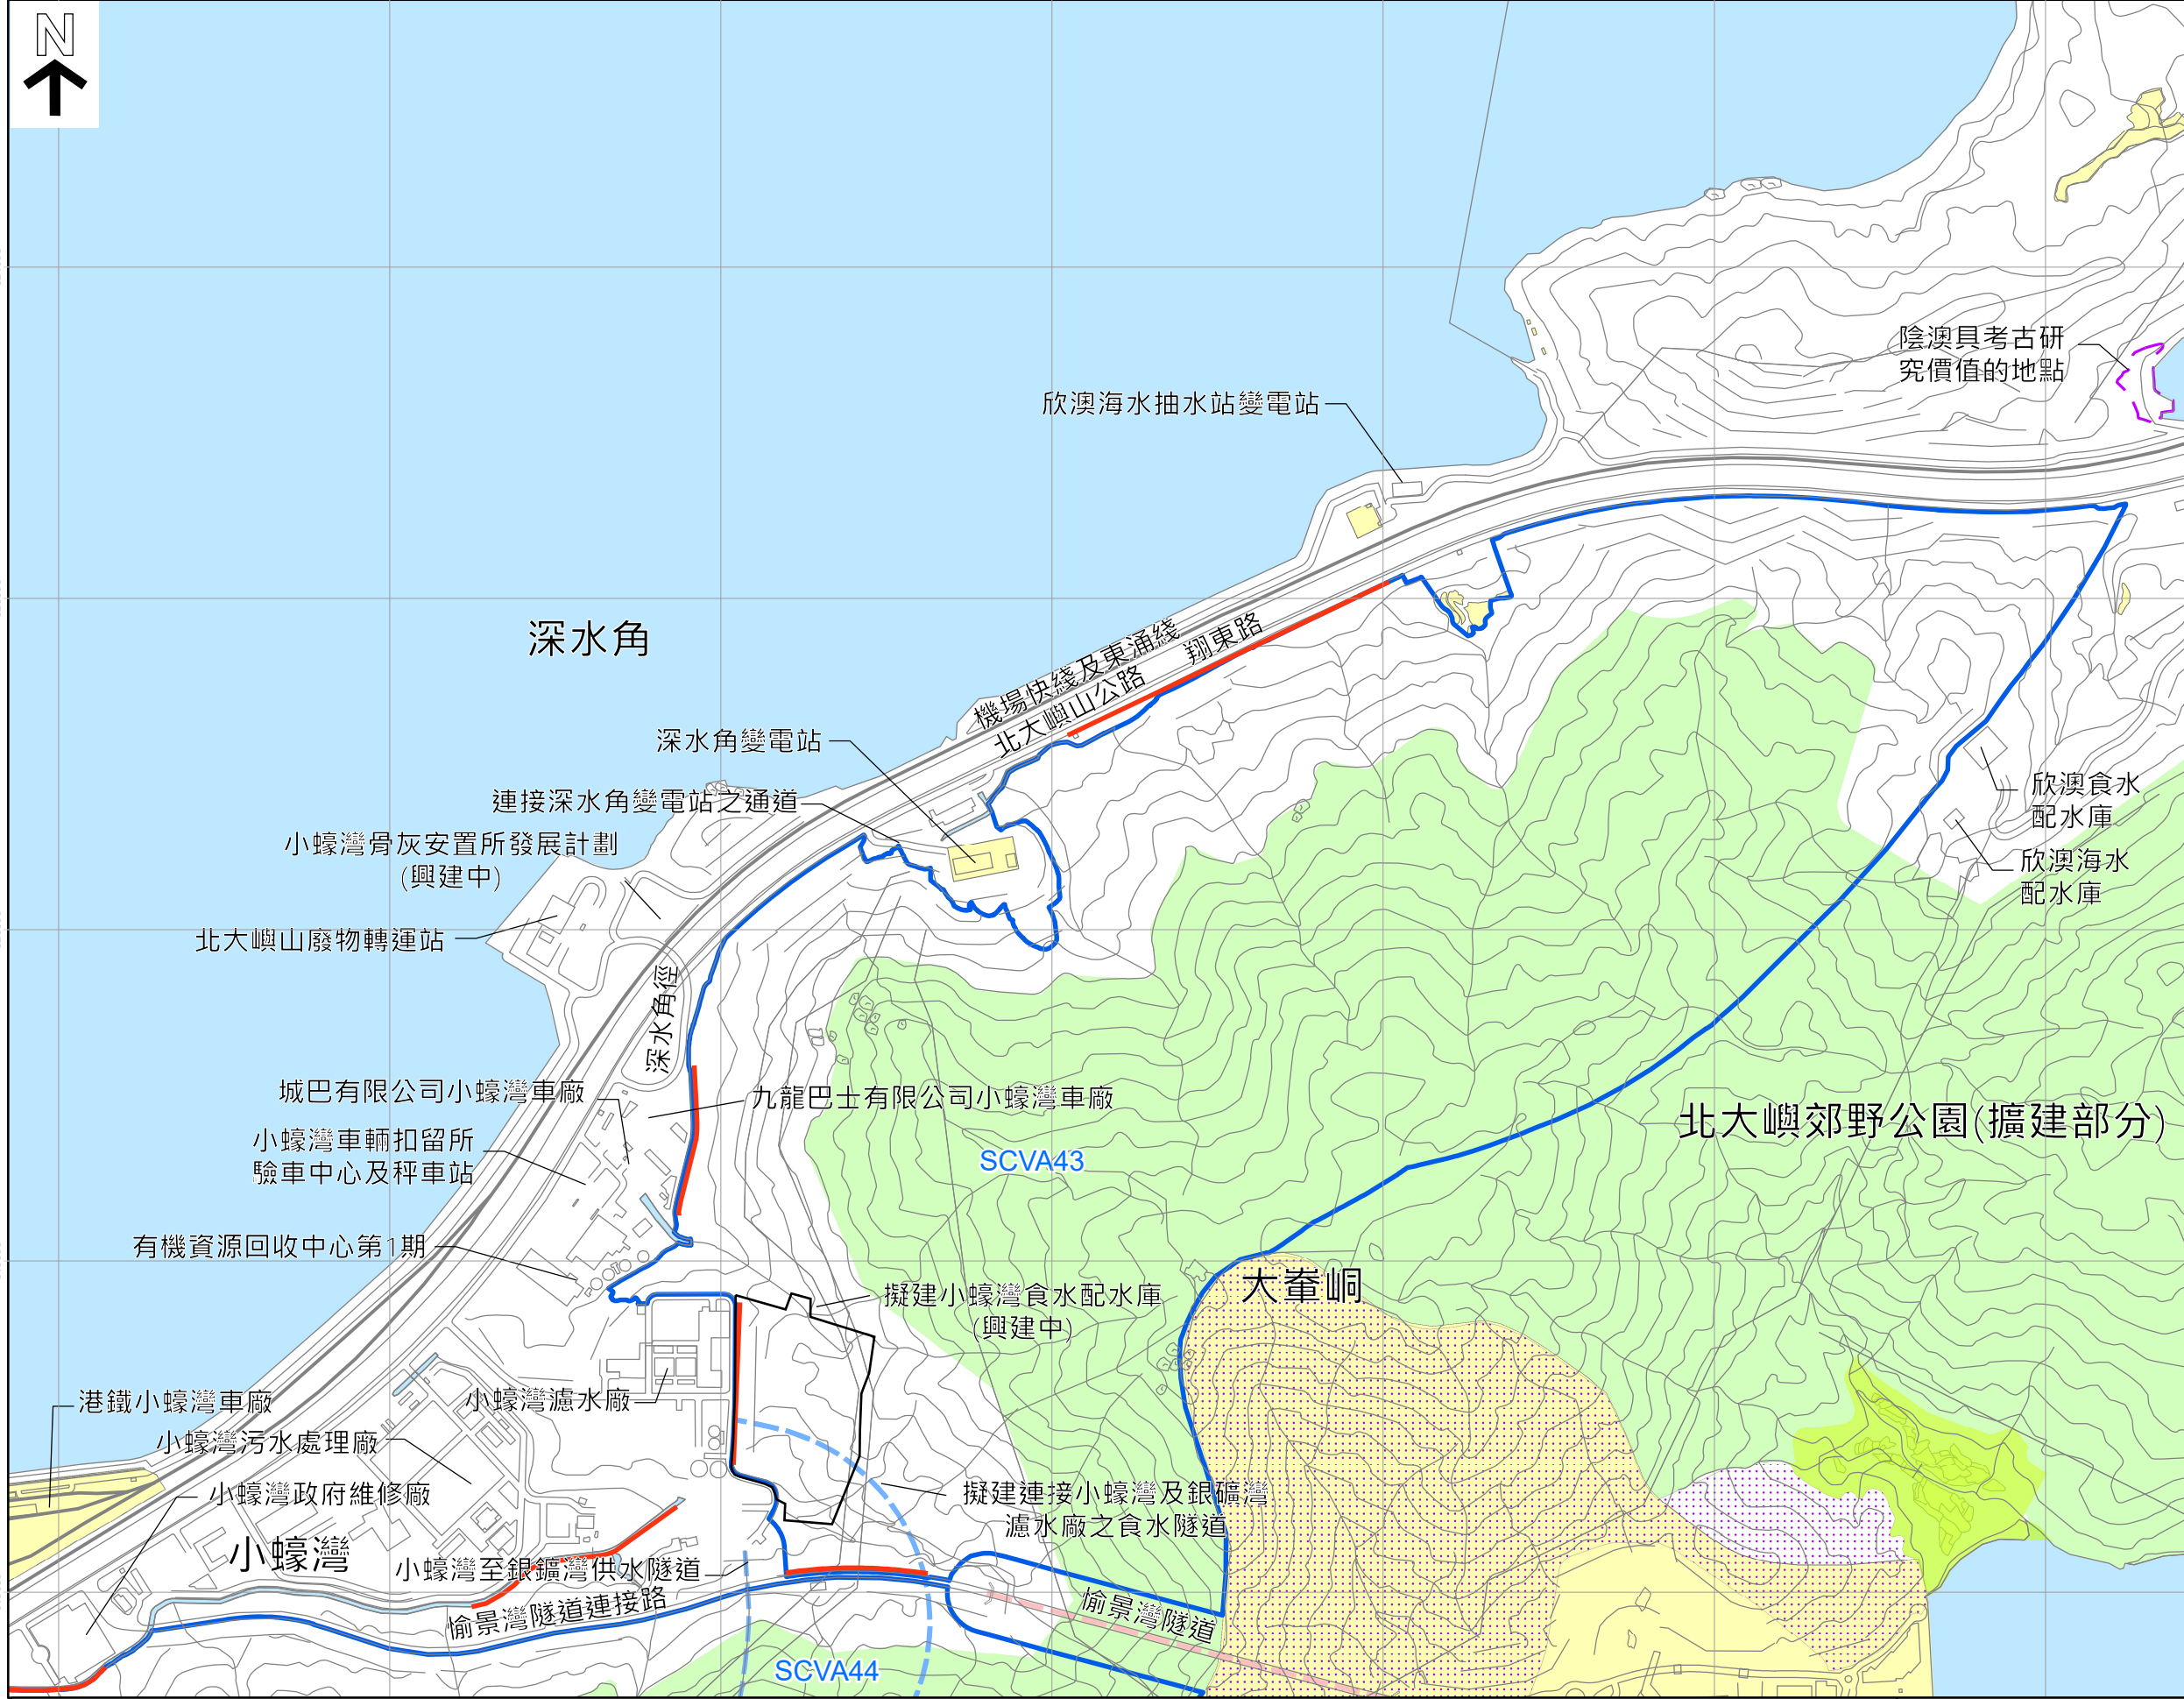 N
陰澳具考古研
究價值的地點
欣澳海水抽水站變電站
深水角
機場快綫及東涌綫
翔東路
北大嶼山公路
深水角變電站
連接深水角變電站之通道
小蠔灣骨灰安置所發展計劃
(興建中)
欣澳食水
配水庫
欣澳海水
配水庫
北大嶼山廢物轉運站
深水角徑
城巴有限公司小蠔灣車廠
九龍巴士有限公司小蠔灣車廠
小蠔灣車輛扣留所
驗車中心及秤車站
SCVA43
北大嶼郊野公園(擴建部分)
有機資源回收中心第1期
擬建小蠔灣食水配水庫
(興建中)
大輋峒
港鐵小蠔灣車廠
小蠔灣濾水廠
小蠔灣污水處理廠
小蠔灣政府維修廠
擬建連接小蠔灣及銀礦灣
濾水廠之食水隧道
小蠔灣
小蠔灣至銀鑛灣供水隧道
愉景灣隧道連接路
愉景灣隧道
SCVA44